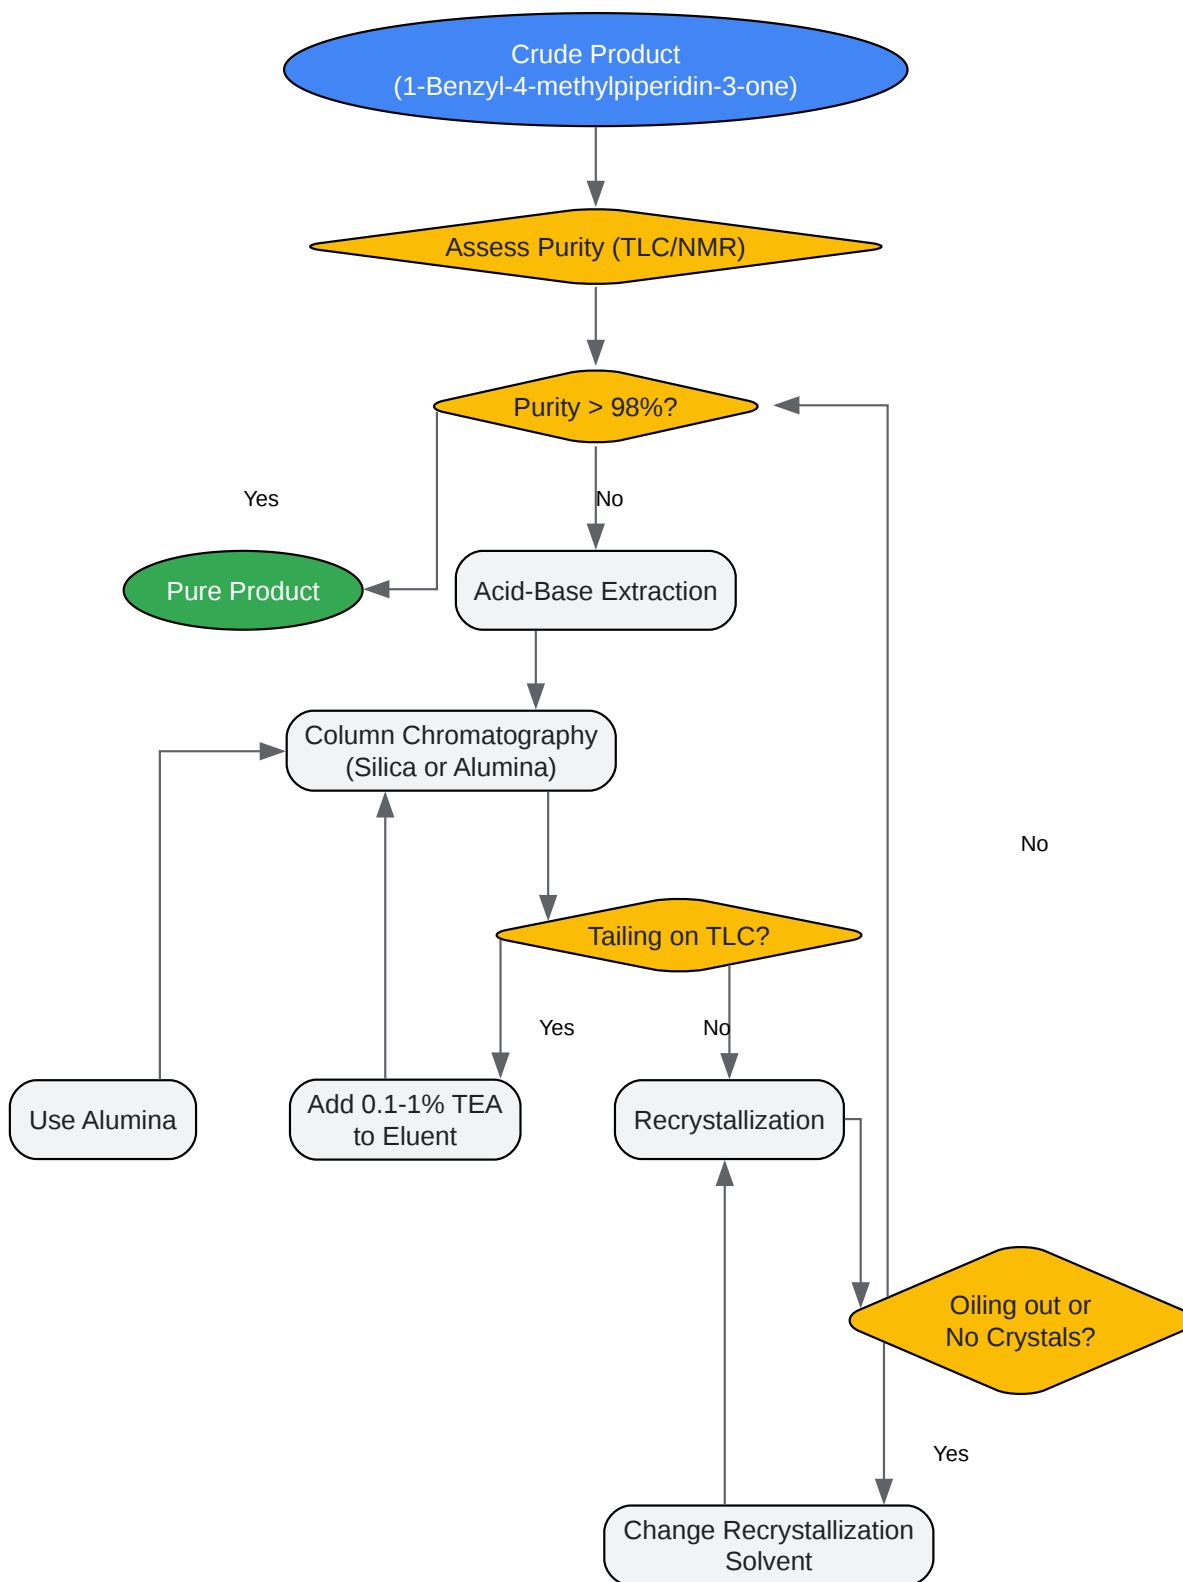 Crude Product
(1-Benzyl-4-methylpiperidin-3-one)
Assess Purity (TLC/NMR)
Purity > 98%?
Yes
No
Pure Product
Acid-Base Extraction
Column Chromatography
(Silica or Alumina)
No
Tailing on TLC?
Yes
No
Use Alumina
Add 0.1-1% TEA
to Eluent
Recrystallization
Oiling out or
No Crystals?
Yes
Change Recrystallization
Solvent